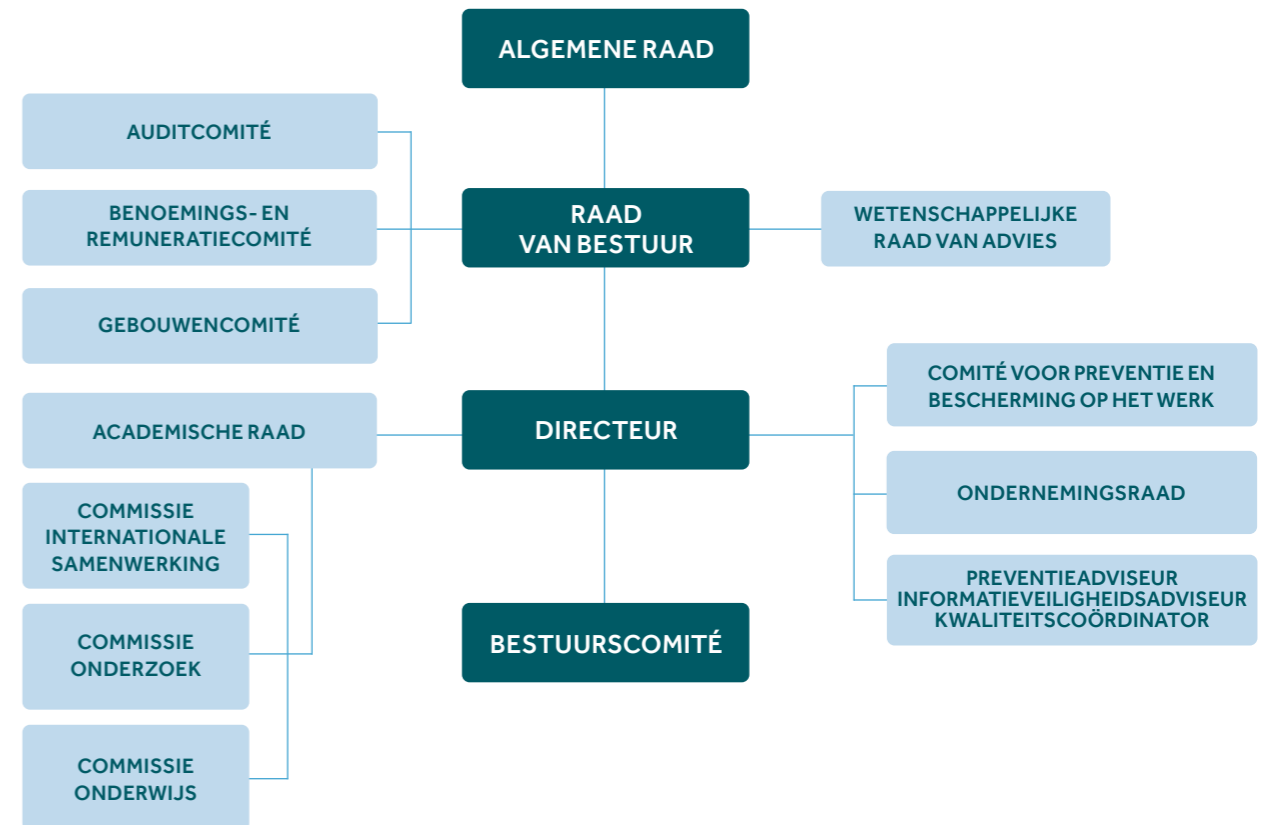 ALGEMENE RAAD
AUDITCOMITÉ
BENOEMINGS- EN
REMUNERATIECOMITÉ
GEBOUWENCOMITÉ
RAAD
VAN BESTUUR
WETENSCHAPPELIJKE
RAAD VAN ADVIES
ACADEMISCHE RAAD
DIRECTEUR
COMITÉ VOOR PREVENTIE EN
BESCHERMING OP HET WERK
ONDERNEMINGSRAAD
PREVENTIEADVISEUR
INFORMATIEVEILIGHEIDSADVISEUR
KWALITEITSCOÖRDINATOR
COMMISSIE
INTERNATIONALE
SAMENWERKING
COMMISSIE
ONDERZOEK
COMMISSIE
ONDERWIJS
BESTUURSCOMITÉ